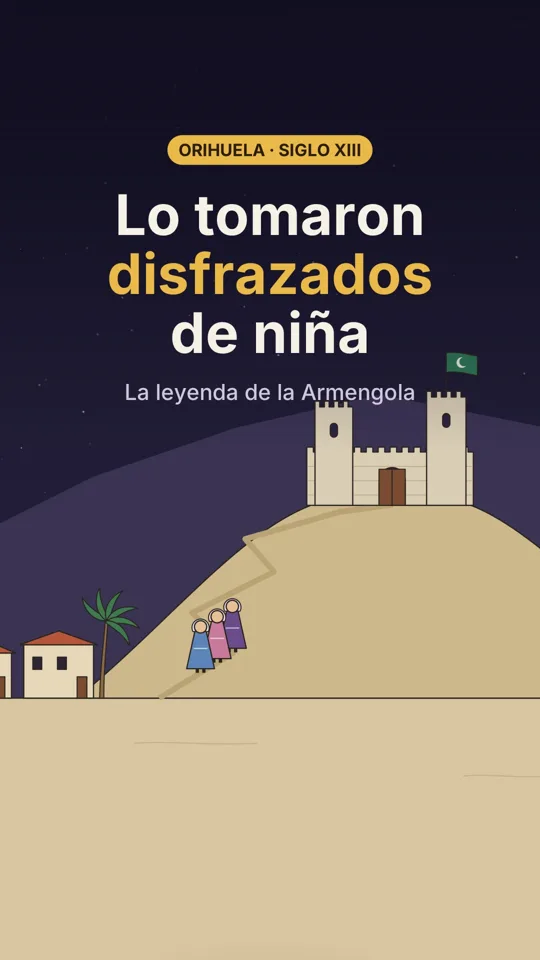 ORIHUELA · SIGLO XIII
Lo tomaron
disfrazados
de niña
La leyenda de la Armengola